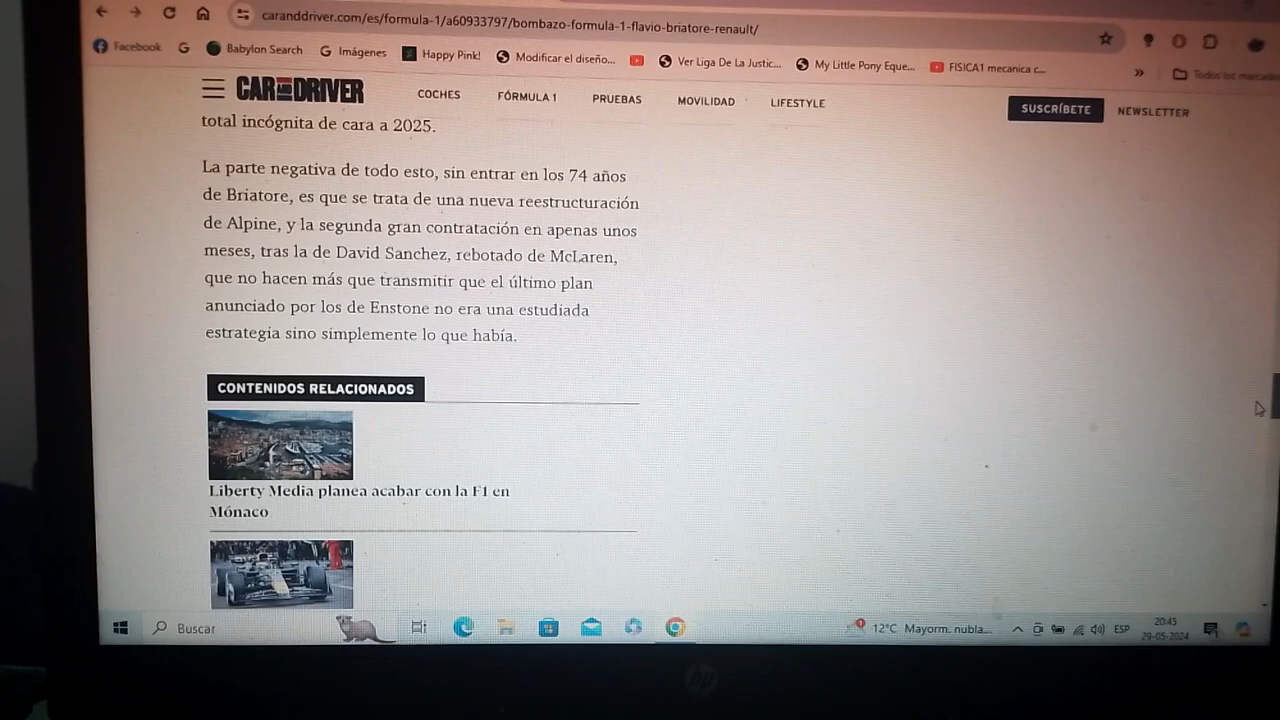 caranddriver.com/es/formula-1/a60933797/bombazo-formula-1-flavio-briatore-renault/
Facebook
Babylon Search
Imágenes
Happy Pink!
Modificar el diseño...
Ver Liga De La Justic...
My Little Pony Eque...
FISICA1 mecanica c...
»
Todos los marcad
CAR AND DRIVER
COCHES
FÓRMULA 1
PRUEBAS
MOVILIDAD
LIFESTYLE
SUSCRÍBETE
NEWSLETTER
total incógnita de cara a 2025.
La parte negativa de todo esto, sin entrar en los 74 años
de Briatore, es que se trata de una nueva reestructuración
de Alpine, y la segunda gran contratación en apenas unos
meses, tras la de David Sanchez, rebotado de McLaren,
que no hacen más que transmitir que el último plan
anunciado por los de Enstone no era una estudiada
estrategia sino simplemente lo que había.
CONTENIDOS RELACIONADOS
Liberty Media planea acabar con la F1 en
Mónaco
Buscar
12°C Mayorm. nubla...
ESP
20:45
29-05-2024
hp